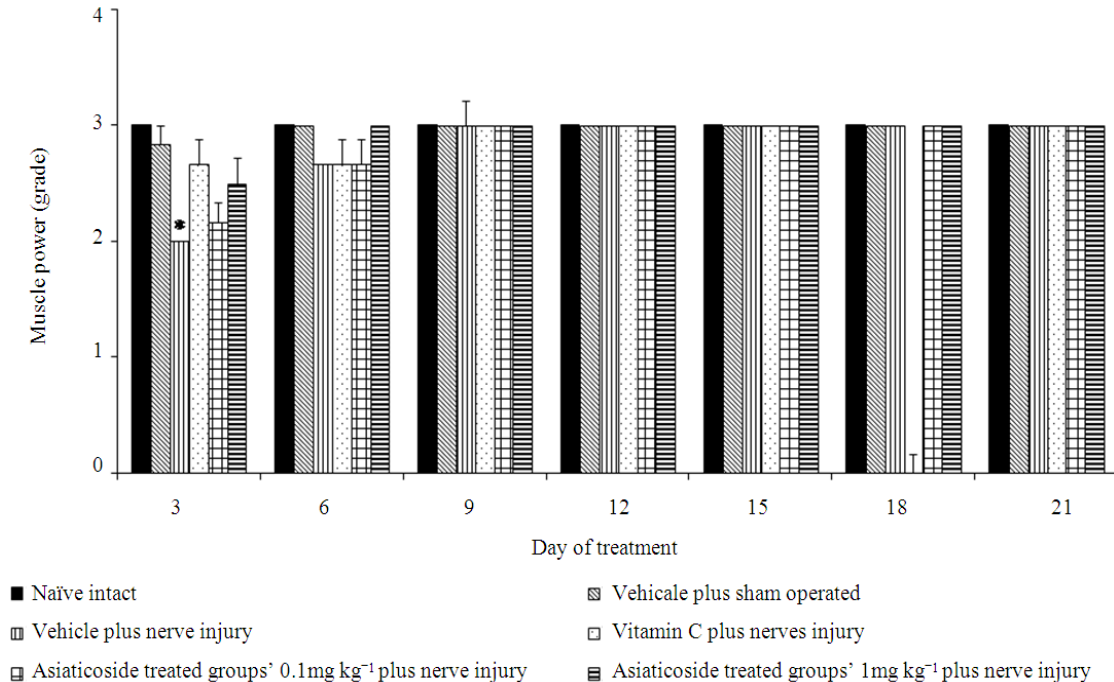 4
3
2
1
0
Muscle power (grade)
*
3 6 9 12 15 18 21
Day of treatment
Naïve intact
Vehicale plus sham operated
Vehicle plus nerve injury
Vitamin C plus nerves injury
Asiaticoside treated groups’ 0.1mg kg⁻¹ plus nerve injury
Asiaticoside treated groups’ 1mg kg⁻¹ plus nerve injury